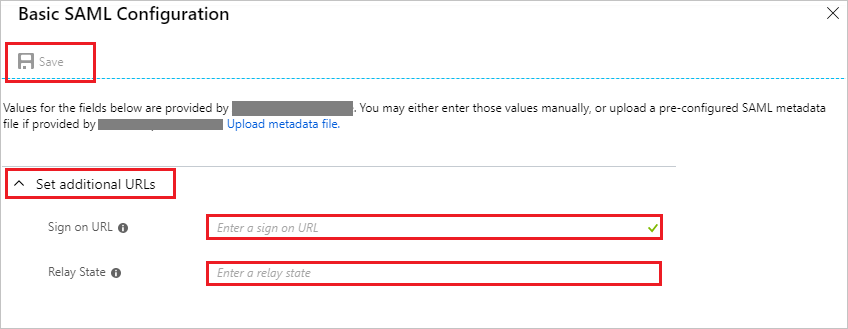 Basic SAML Configuration
Save
Values for the fields below are provided by . You may either enter those values manually, or upload a pre-configured SAML metadata
file if provided by Upload metadata file.
Set additional URLs
Sign on URL Enter a sign on URL
Relay State Enter a relay state